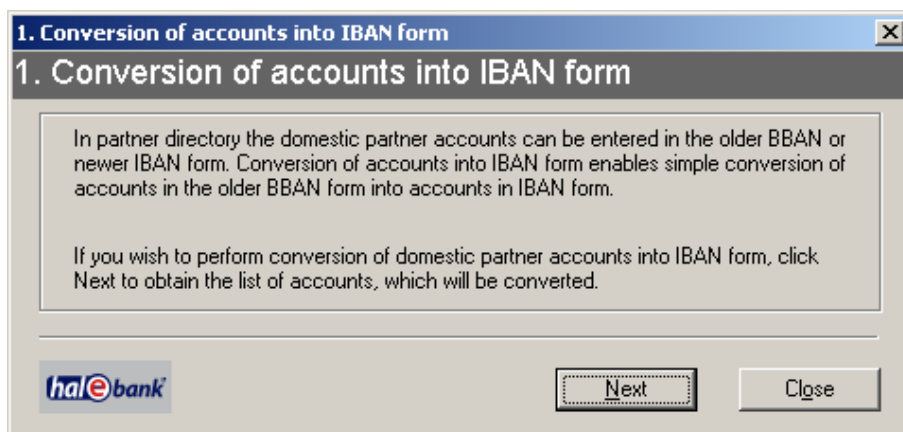 1. Conversion of accounts into IBAN form
1. Conversion of accounts into IBAN form
In partner directory the domestic partner accounts can be entered in the older BBAN or
newer IBAN form. Conversion of accounts into IBAN form enables simple conversion of
accounts in the older BBAN form into accounts in IBAN form.
If you wish to perform conversion of domestic partner accounts into IBAN form, click
Next to obtain the list of accounts, which will be converted.
halebank
Next
Close